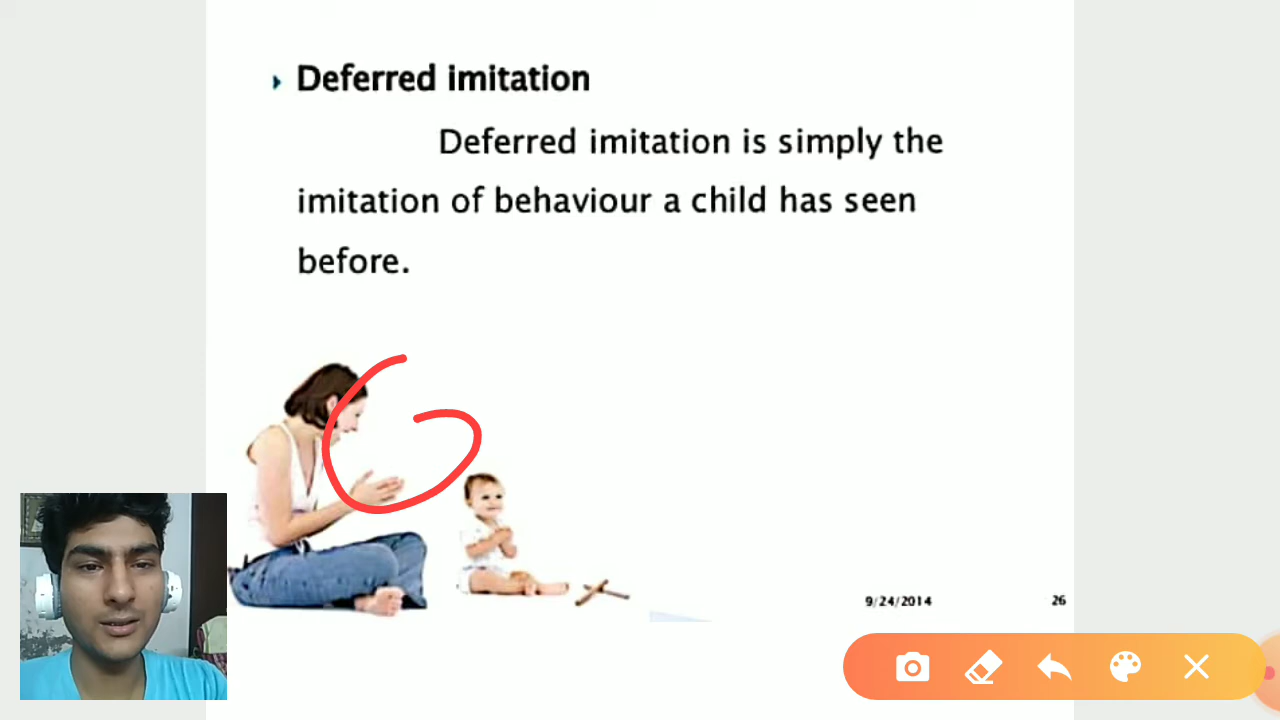 Deferred imitation
Deferred imitation is simply the
imitation of behaviour a child has seen
before.
9/24/2014
26